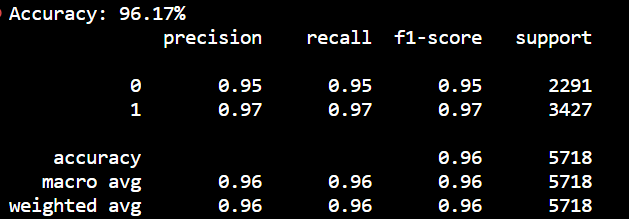 Accuracy: 96.17%
precision recall f1-score support
0 0.95 0.95 0.95 2291
1 0.97 0.97 0.97 3427
accuracy 0.96 5718
macro avg 0.96 0.96 0.96 5718
weighted avg 0.96 0.96 0.96 5718